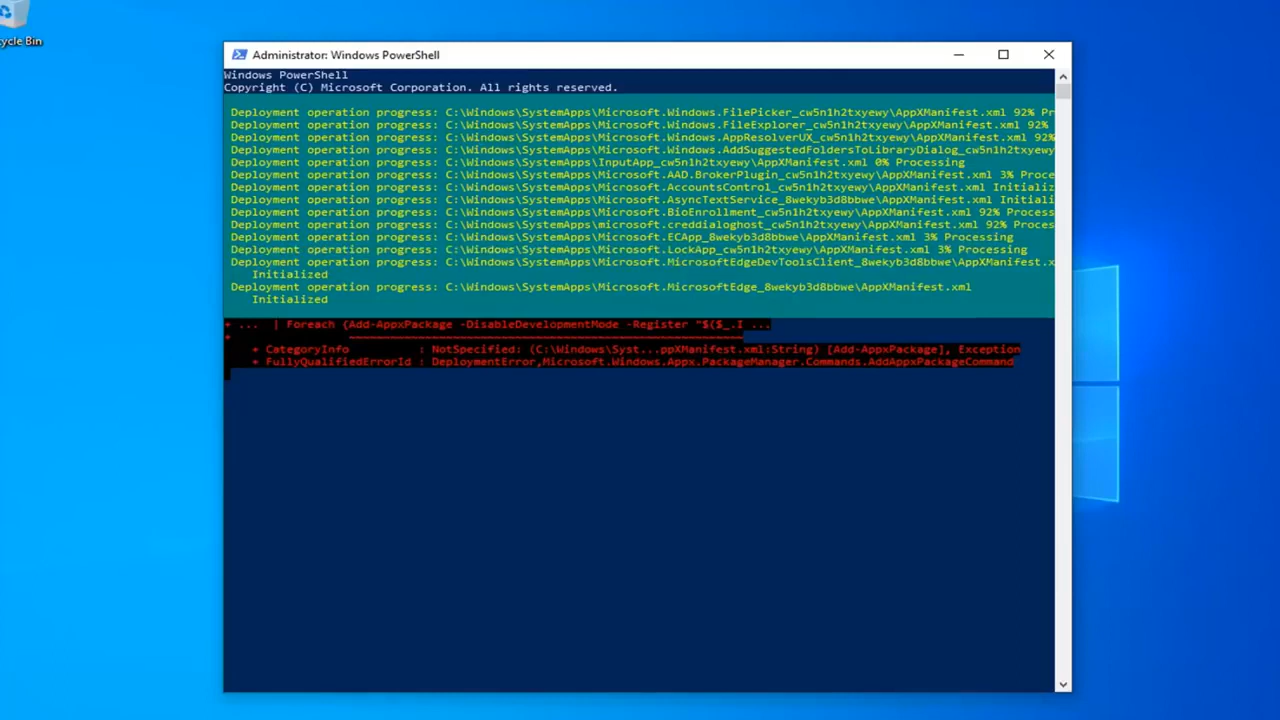 cycle Bin
Administrator: Windows PowerShell
Windows PowerShell
Copyright (C) Microsoft Corporation. All rights reserved.
Deployment operation progress: C:\Windows\SystemApps\Microsoft.Windows.FilePicker_cw5n1h2txyewy\AppXManifest.xml 92% Pr
Deployment operation progress: C:\Windows\SystemApps\Microsoft.Windows.FileExplorer_cw5n1h2txyewy\AppXManifest.xml 92%
Deployment operation progress: C:\Windows\SystemApps\Microsoft.Windows.AppResolverUX_cw5n1h2txyewy\AppXManifest.xml 92%
Deployment operation progress: C:\Windows\SystemApps\Microsoft.Windows.AddSuggestedFoldersToLibraryDialog_cw5n1h2txyewy
Deployment operation progress: C:\Windows\SystemApps\InputApp_cw5n1h2txyewy\AppXManifest.xml 0% Processing
Deployment operation progress: C:\Windows\SystemApps\Microsoft.AAD.BrokerPlugin_cw5n1h2txyewy\AppXManifest.xml 3% Proce
Deployment operation progress: C:\Windows\SystemApps\Microsoft.AccountsControl_cw5n1h2txyewy\AppXManifest.xml Initializ
Deployment operation progress: C:\Windows\SystemApps\Microsoft.AsyncTextService_8wekyb3d8bbwe\AppXManifest.xml Initiali
Deployment operation progress: C:\Windows\SystemApps\Microsoft.BioEnrollment_cw5n1h2txyewy\AppXManifest.xml 92% Process
Deployment operation progress: C:\Windows\SystemApps\Microsoft.creddialoghost_cw5n1h2txyewy\AppXManifest.xml 92% Proces
Deployment operation progress: C:\Windows\SystemApps\Microsoft.ECApp_8wekyb3d8bbwe\AppXManifest.xml 3% Processing
Deployment operation progress: C:\Windows\SystemApps\Microsoft.LockApp_cw5n1h2txyewy\AppXManifest.xml 3% Processing
Deployment operation progress: C:\Windows\SystemApps\Microsoft.MicrosoftEdgeDevToolsClient_8wekyb3d8bbwe\AppXManifest.x
Initialized
Deployment operation progress: C:\Windows\SystemApps\Microsoft.MicrosoftEdge_8wekyb3d8bbwe\AppXManifest.xml
Initialized
+ ... | Foreach {Add-AppxPackage -DisableDevelopmentMode -Register "$($_.I ...
+ ~~~~~~~~~~~~~~~~~~~~~~~~~~~~~~~~~~~~~~~~~~~~~~~~~~~~~~~~~
+ CategoryInfo : NotSpecified: (C:\Windows\Syst...ppXManifest.xml:String) [Add-AppxPackage], Exception
+ FullyQualifiedErrorId : DeploymentError,Microsoft.Windows.Appx.PackageManager.Commands.AddAppxPackageCommand